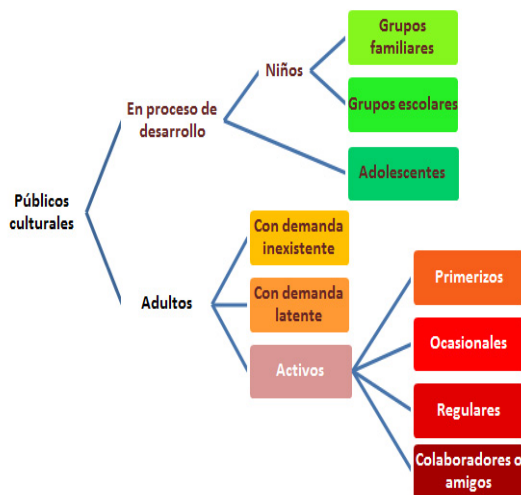 Públicos
culturales
En proceso de
desarrollo
Niños
Grupos
familiares
Grupos escolares
Adolescentes
Adultos
Con demanda
inexistente
Con demanda
latente
Activos
Primerizos
Ocasionales
Regulares
Colaboradores o
amigos